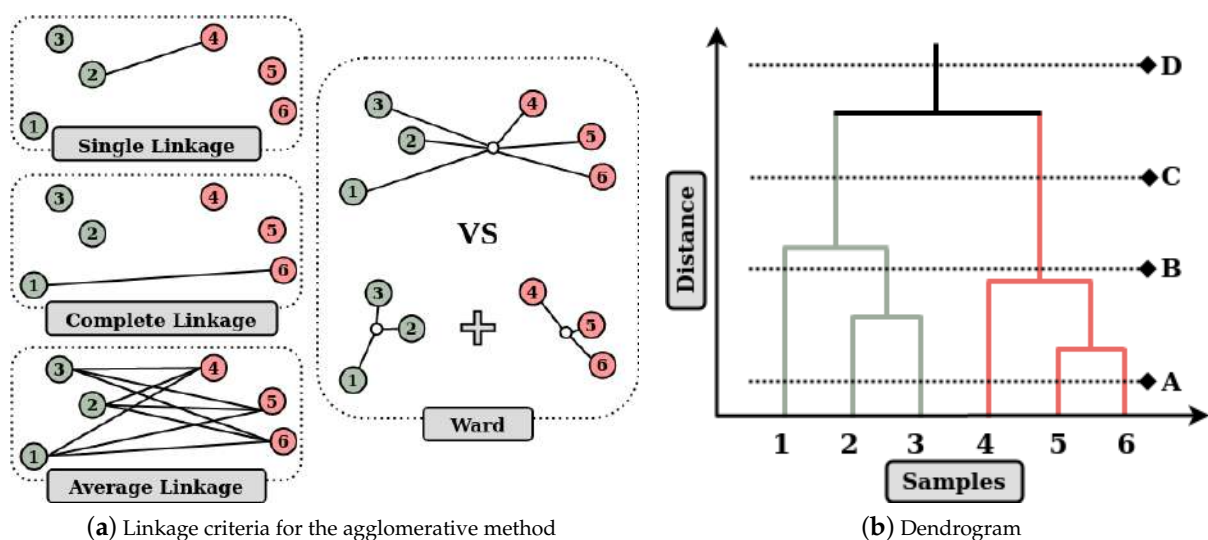 3
4
2
5
6
1
Single Linkage
3
4
2
5
6
1
Complete Linkage
3
4
2
5
6
1
Average Linkage
3
4
2
5
6
1
VS
3
4
2
5
1
6
Ward
(a) Linkage criteria for the agglomerative method
Distance
D
C
B
A
1 2 3 4 5 6
Samples
(b) Dendrogram